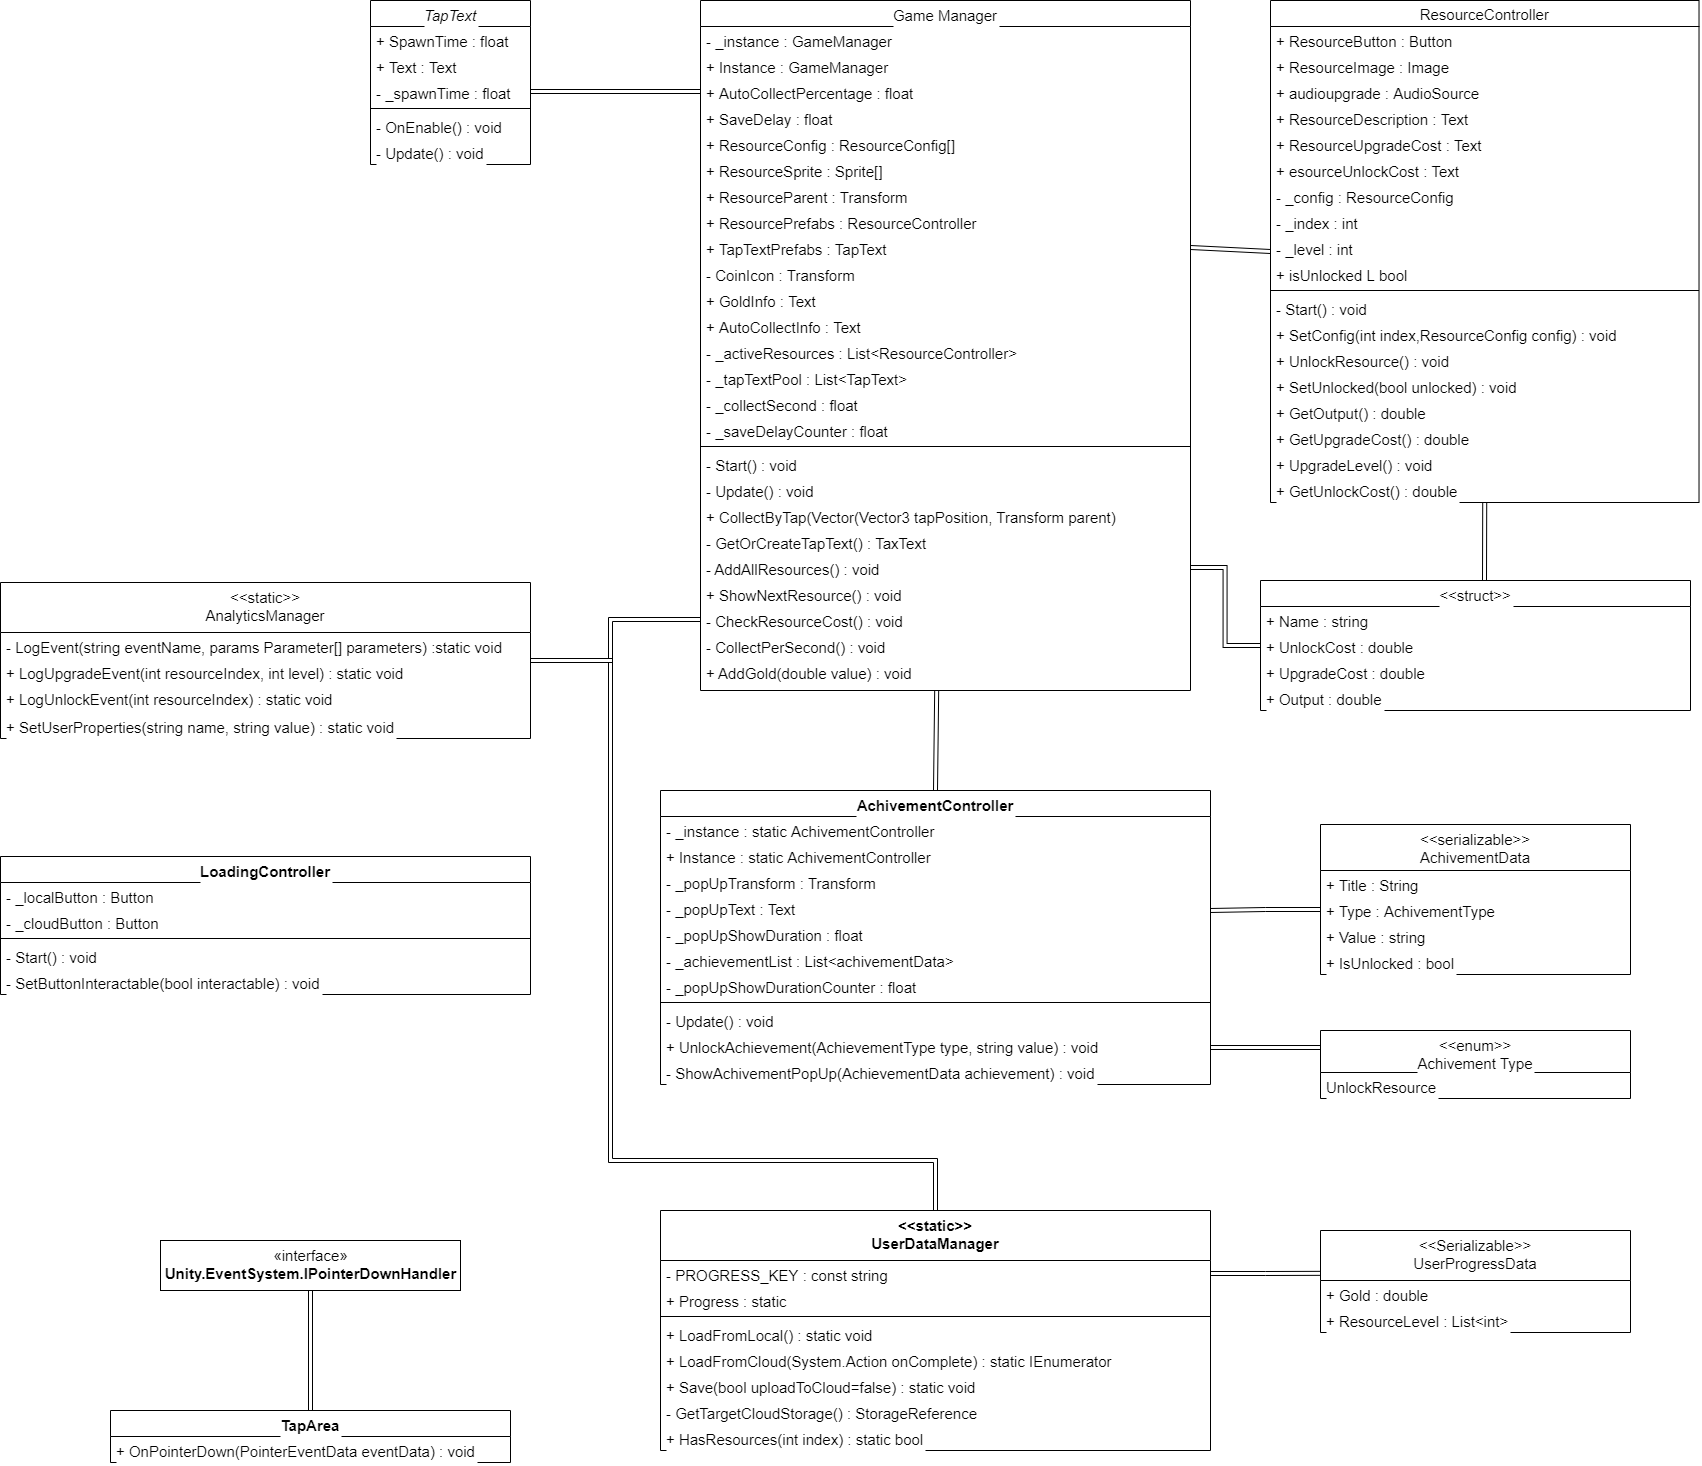 TapText
+ SpawnTime : float
+ Text : Text
- _spawnTime : float
- OnEnable() : void
- Update() : void
Game Manager
- _instance : GameManager
+ Instance : GameManager
+ AutoCollectPercentage : float
+ SaveDelay : float
+ ResourceConfig : ResourceConfig[]
+ ResourceSprite : Sprite[]
+ ResourceParent : Transform
+ ResourcePrefabs : ResourceController
+ TapTextPrefabs : TapText
- CoinIcon : Transform
+ GoldInfo : Text
+ AutoCollectInfo : Text
- _activeResources : List<ResourceController>
- _tapTextPool : List<TapText>
- _collectSecond : float
- _saveDelayCounter : float
- Start() : void
- Update() : void
+ CollectByTap(Vector(Vector3 tapPosition, Transform parent)
- GetOrCreateTapText() : TaxText
- AddAllResources() : void
+ ShowNextResource() : void
- CheckResourceCost() : void
- CollectPerSecond() : void
+ AddGold(double value) : void
ResourceController
+ ResourceButton : Button
+ ResourceImage : Image
+ audioupgrade : AudioSource
+ ResourceDescription : Text
+ ResourceUpgradeCost : Text
+ esourceUnlockCost : Text
- _config : ResourceConfig
- _index : int
- _level : int
+ isUnlocked L bool
- Start() : void
+ SetConfig(int index,ResourceConfig config) : void
+ UnlockResource() : void
+ SetUnlocked(bool unlocked) : void
+ GetOutput() : double
+ GetUpgradeCost() : double
+ UpgradeLevel() : void
+ GetUnlockCost() : double
<<static>>
AnalyticsManager
- LogEvent(string eventName, params Parameter[] parameters) :static void
+ LogUpgradeEvent(int resourceIndex, int level) : static void
+ LogUnlockEvent(int resourceIndex) : static void
+ SetUserProperties(string name, string value) : static void
<<struct>>
+ Name : string
+ UnlockCost : double
+ UpgradeCost : double
+ Output : double
LoadingController
- _localButton : Button
- _cloudButton : Button
- Start() : void
- SetButtonInteractable(bool interactable) : void
AchivementController
- _instance : static AchivementController
+ Instance : static AchivementController
- _popUpTransform : Transform
- _popUpText : Text
- _popUpShowDuration : float
- _achievementList : List<achivementData>
- _popUpShowDurationCounter : float
- Update() : void
+ UnlockAchievement(AchievementType type, string value) : void
- ShowAchivementPopUp(AchievementData achievement) : void
<<serializable>>
AchivementData
+ Title : String
+ Type : AchivementType
+ Value : string
+ IsUnlocked : bool
<<enum>>
Achivement Type
UnlockResource
«interface»
Unity.EventSystem.IPointerDownHandler
TapArea
+ OnPointerDown(PointerEventData eventData) : void
<<static>>
UserDataManager
- PROGRESS_KEY : const string
+ Progress : static
+ LoadFromLocal() : static void
+ LoadFromCloud(System.Action onComplete) : static IEnumerator
+ Save(bool uploadToCloud=false) : static void
- GetTargetCloudStorage() : StorageReference
+ HasResources(int index) : static bool
<<Serializable>>
UserProgressData
+ Gold : double
+ ResourceLevel : List<int>